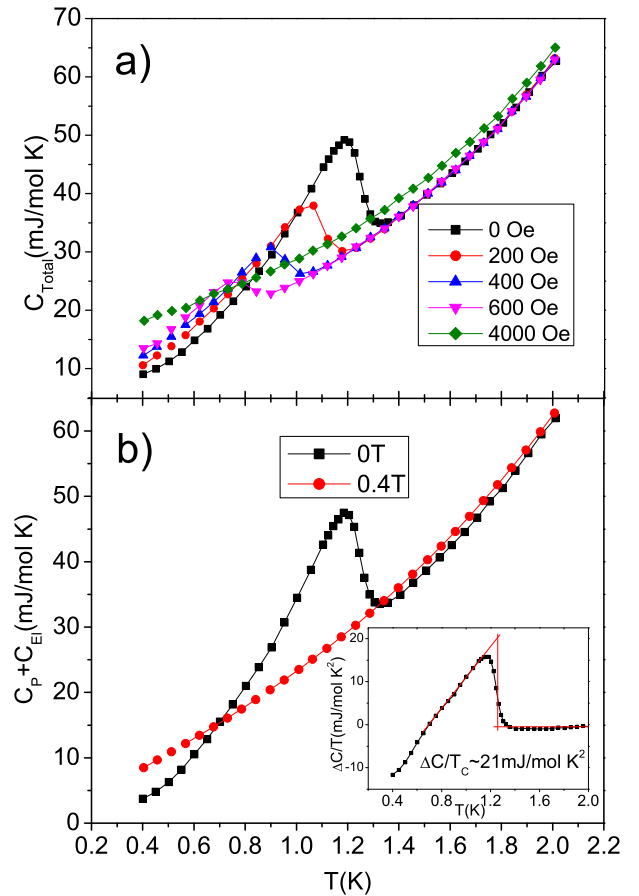 a)
C_Total(mJ/mol K)
70
60
50
40
30
20
10
0 Oe
200 Oe
400 Oe
600 Oe
4000 Oe
b)
C_P+C_El(mJ/mol K)
60
50
40
30
20
10
0
0T
0.4T
ΔC/T(mJ/mol K²)
20
10
0
-10
ΔC/T_C~21mJ/mol K²
0.4 0.8 1.2 1.6 2.0
T(K)
0.2 0.4 0.6 0.8 1.0 1.2 1.4 1.6 1.8 2.0 2.2
T(K)